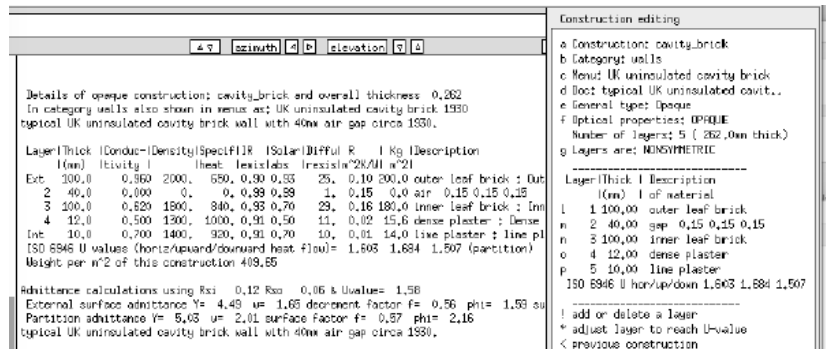 azimuth elevation
Details of opaque construction: cavity_brick and overall thickness 0.262
In category walls also shown in menus as: UK uninsulated cavity brick 1930
typical UK uninsulated cavity brick wall with 40mm air gap circa 1930.
Layer|Thick |Conduc-|Density|Specif|IR |Solar|Diffu| R | Kg |Description
|(mm) |tivity | |heat |emis|abs |resis|m^2K/W| m^2|
Ext 100.0 0.960 2000. 650. 0.90 0.93 25. 0.10 200.0 outer leaf brick : Out
2 40.0 0.000 0. 0. 0.99 0.99 1. 0.15 0.0 air 0.15 0.15 0.15
3 100.0 0.620 1800. 840. 0.93 0.70 29. 0.16 180.0 inner leaf brick : Inn
4 12.0 0.500 1300. 1000. 0.91 0.50 11. 0.02 15.6 dense plaster : Dense
Int 10.0 0.700 1400. 920. 0.91 0.70 10. 0.01 14.0 lime plaster : lime pl
ISO 6946 U values (horiz/upward/downward heat flow)= 1.603 1.684 1.507 (partition)
Weight per m^2 of this construction 409.65
Admittance calculations using Rsi 0.12 Rso 0.06 & Uvalue= 1.58
External surface admittance Y= 4.49 w= 1.65 decrement factor f= 0.56 phi= 1.59 su
Partition admittance Y= 5.03 w= 2.01 surface factor f= 0.57 phi= 2.16
typical UK uninsulated cavity brick wall with 40mm air gap circa 1930.
Construction editing
a Construction: cavity_brick
b Category: walls
c Menu: UK uninsulated cavity brick
d Doc: typical UK uninsulated cavit..
e General type: Opaque
f Optical properties: OPAQUE
Number of layers: 5 ( 262.0mm thick)
g Layers are: NONSYMMETRIC
Layer|Thick | Description
|(mm) | of material
l 1 100.00 outer leaf brick
m 2 40.00 gap 0.15 0.15 0.15
n 3 100.00 inner leaf brick
o 4 12.00 dense plaster
p 5 10.00 lime plaster
ISO 6946 U hor/up/down 1.603 1.684 1.507
! add or delete a layer
* adjust layer to reach U-value
< previous construction